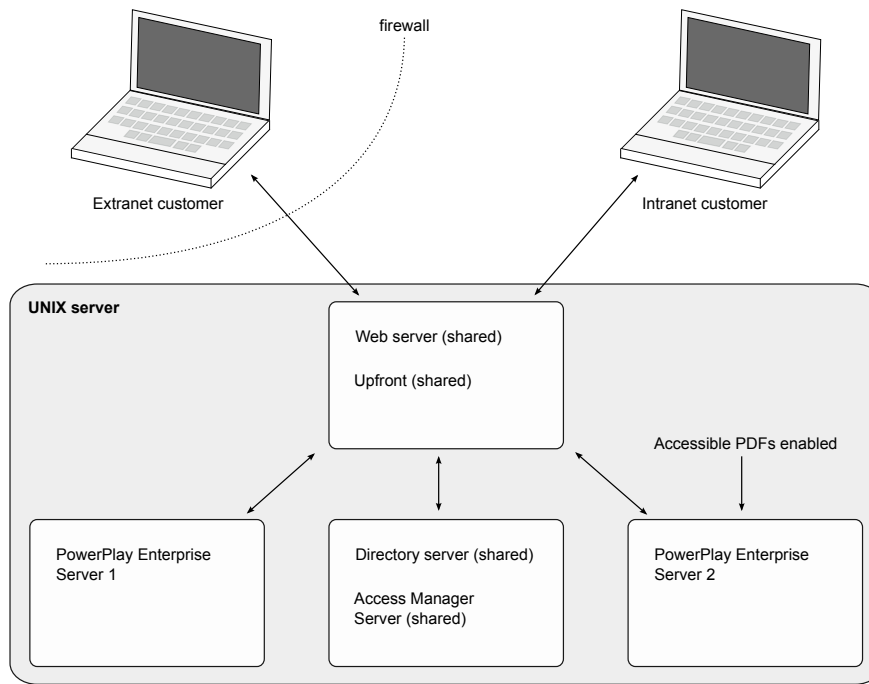 firewall
Extranet customer
Intranet customer
UNIX server
Web server (shared)
Upfront (shared)
Accessible PDFs enabled
PowerPlay Enterprise
Server 1
Directory server (shared)
Access Manager
Server (shared)
PowerPlay Enterprise
Server 2